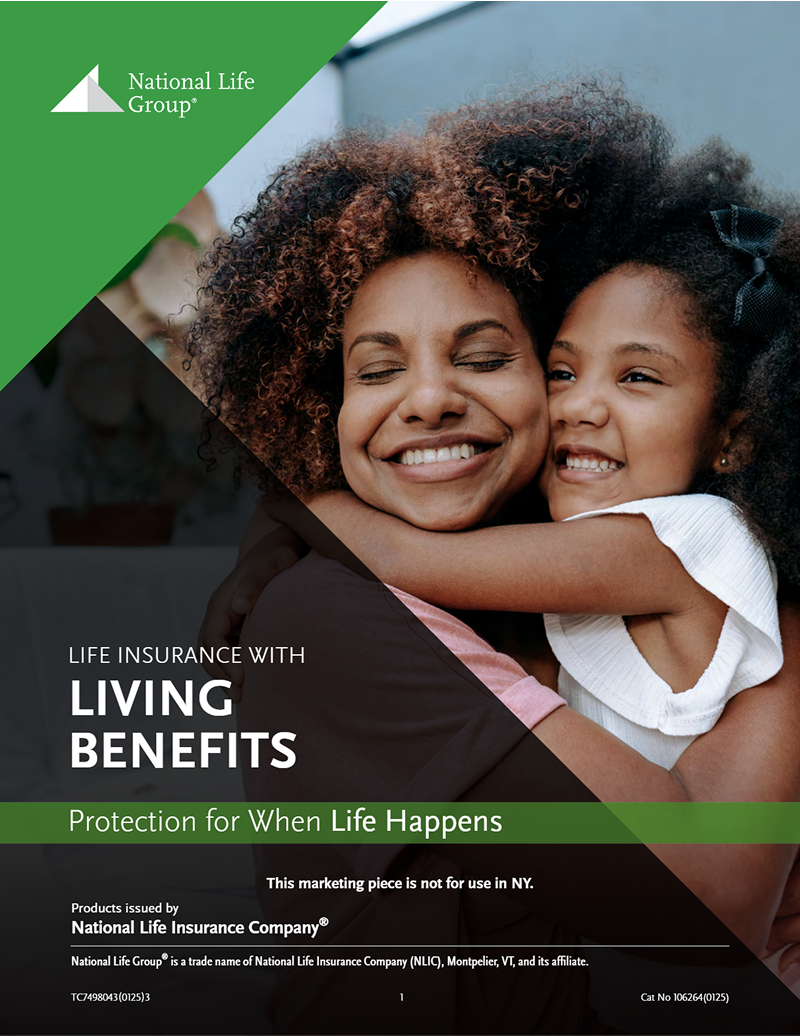 National Life
Group®
LIFE INSURANCE WITH
LIVING
BENEFITS
Protection for When Life Happens
This marketing piece is not for use in NY.
Products issued by
National Life Insurance Company®
National Life Group® is a trade name of National Life Insurance Company (NLIC), Montpelier, VT, and its affiliate.
TC7498043(0125)3 1 Cat No 106264(0125)